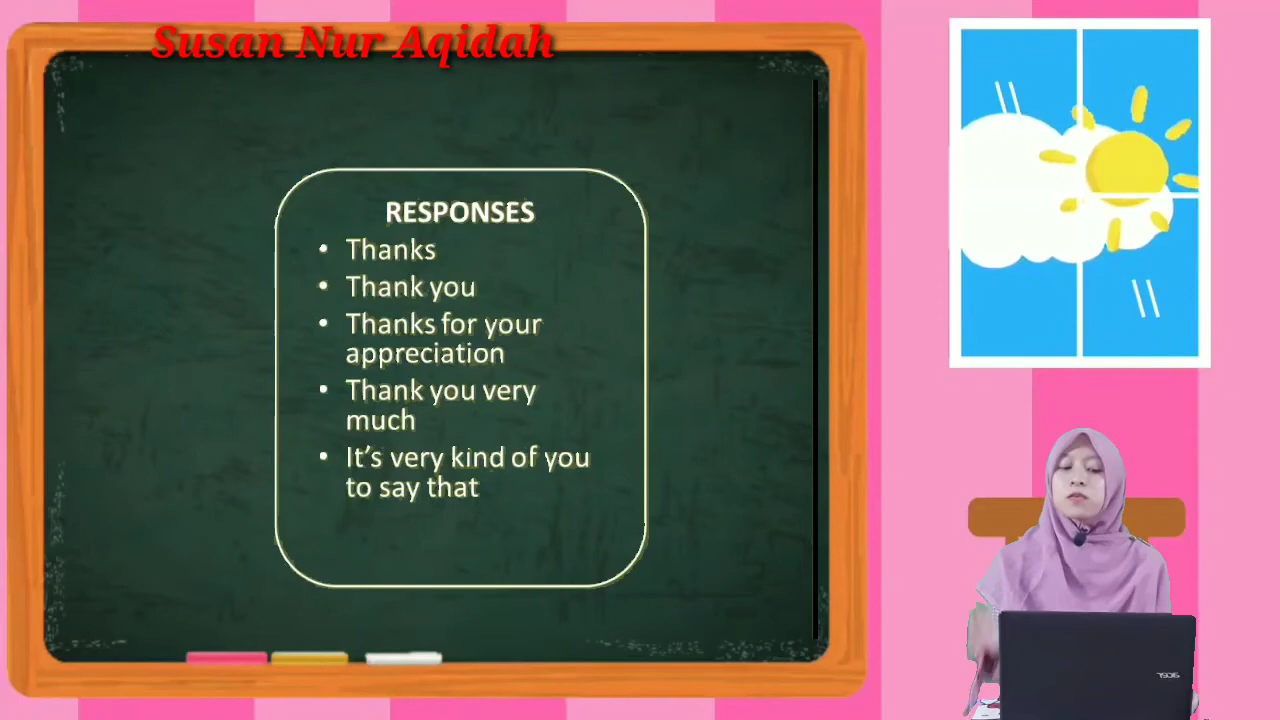 Susan Nur Aqidah
RESPONSES
• Thanks
• Thank you
• Thanks for your
appreciation
• Thank you very
much
• It's very kind of you
to say that
acer